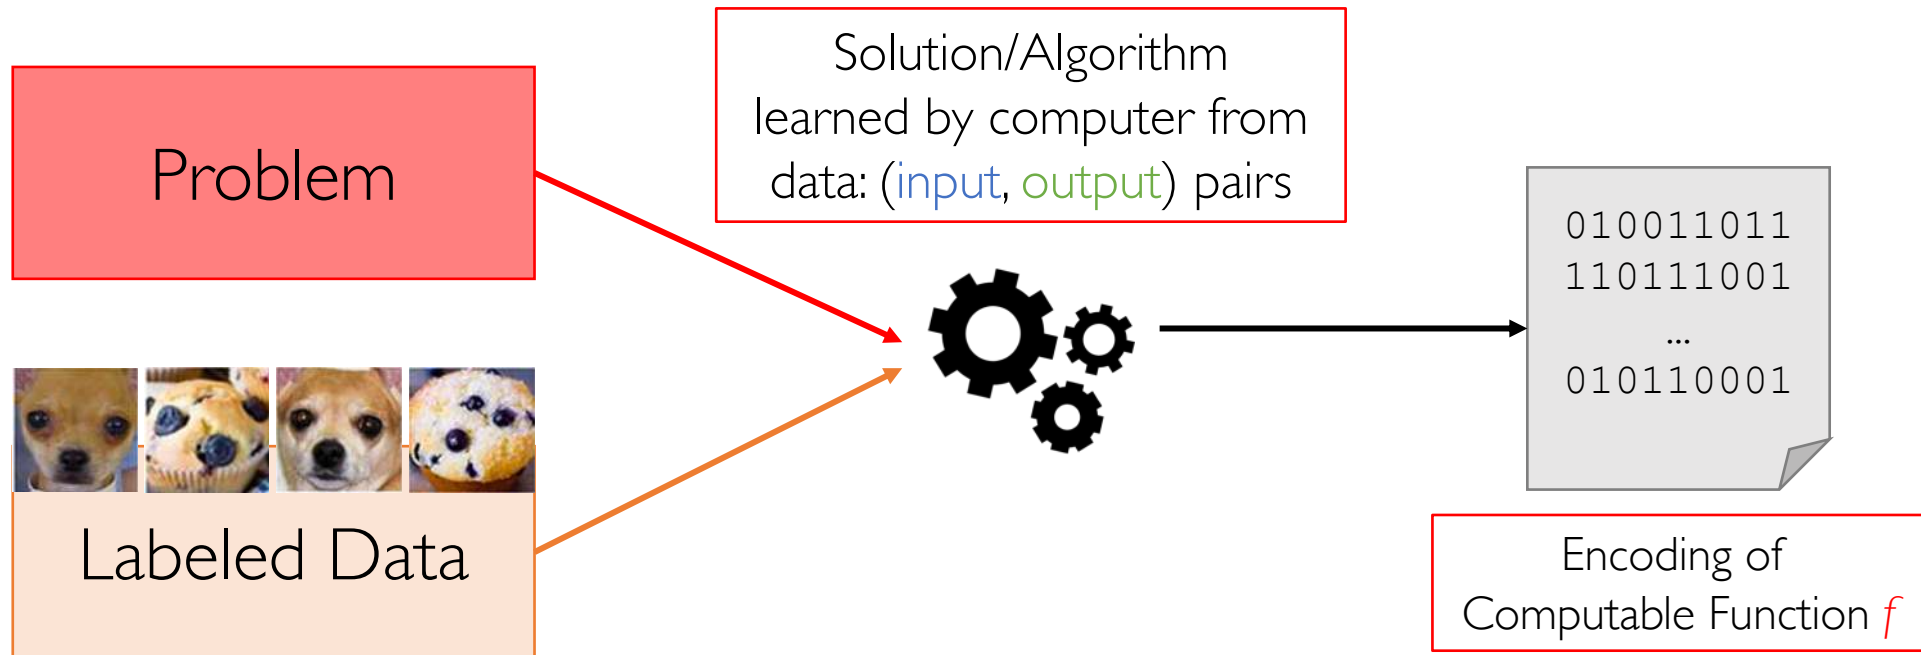 Problem
Labeled Data
Solution/Algorithm
learned by computer from
data: (input, output) pairs
010011011
110111001
...
010110001
Encoding of
Computable Function f